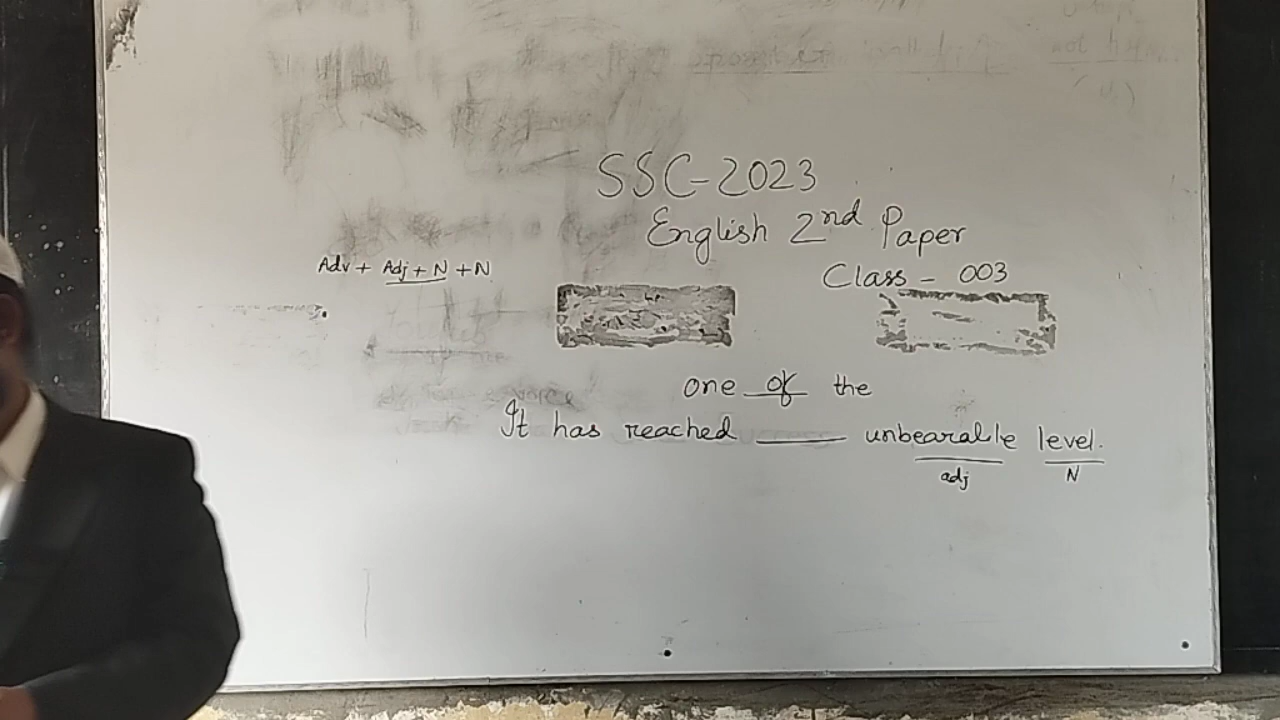 SSC-2023
English 2nd Paper
Adv + Adj + N + N
Class - 003
one of the
It has reached ____ unbearable level.
adj N